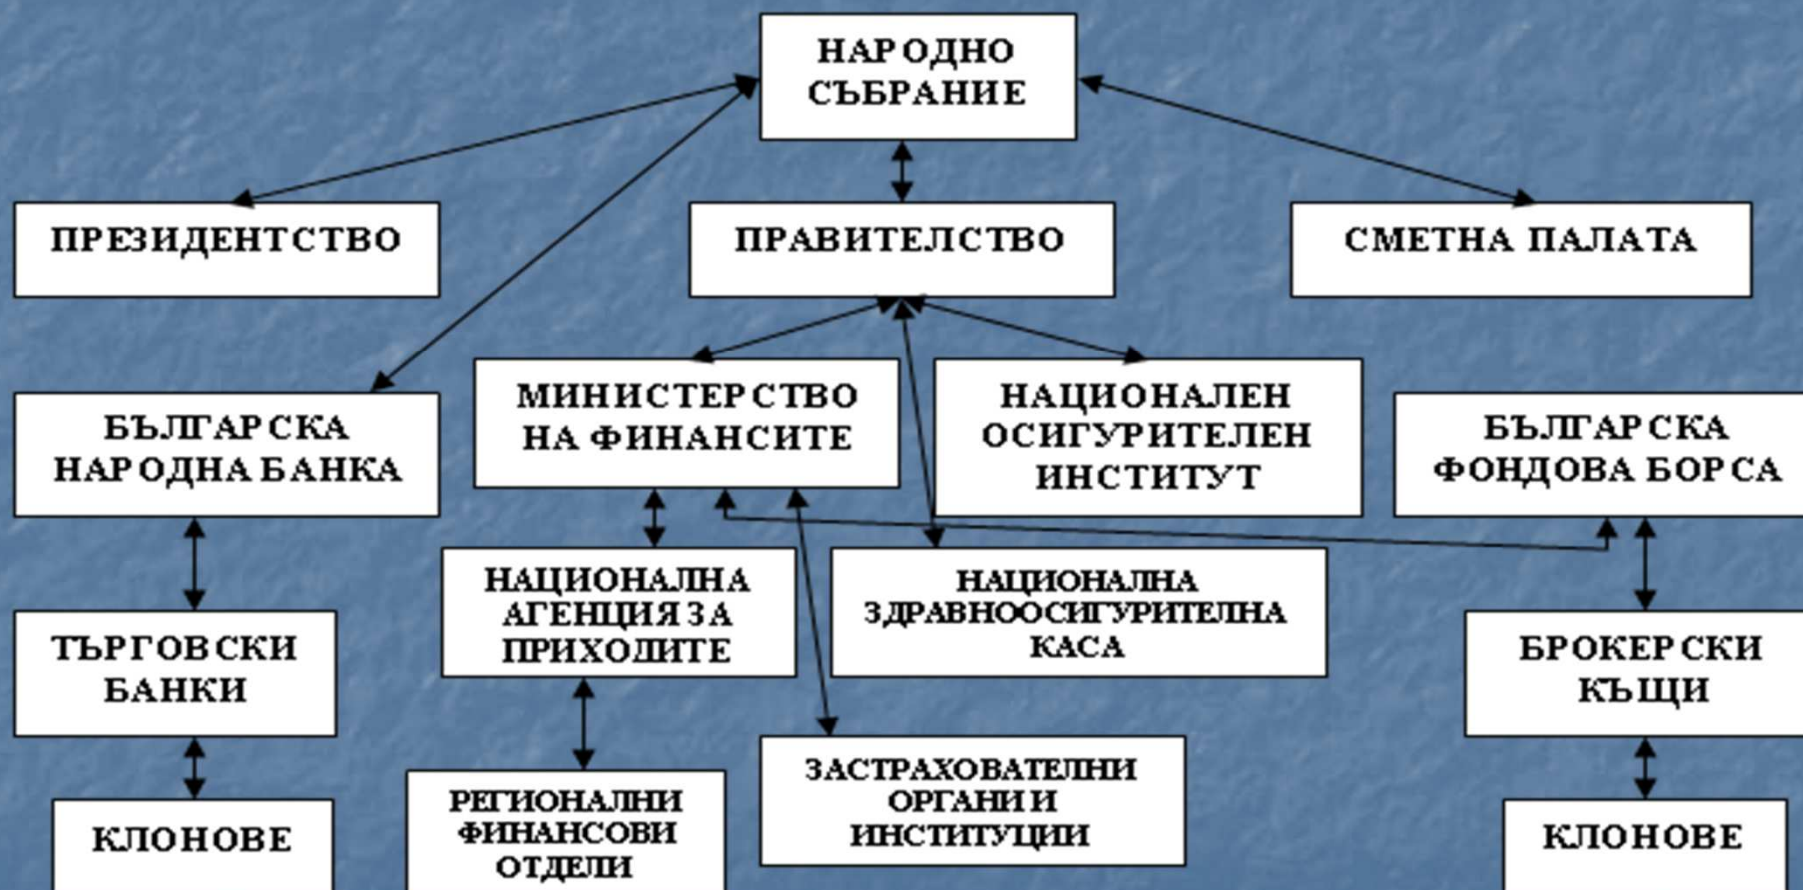 НАРОДНО
СЪБРАНИЕ
ПРЕЗИДЕНТСТВО
ПРАВИТЕЛСТВО
СМЕТНА ПАЛАТА
БЪЛГАРСКА
НАРОДНА БАНКА
МИНИСТЕРСТВО
НА ФИНАНСИТЕ
НАЦИОНАЛЕН
ОСИГУРИТЕЛЕН
ИНСТИТУТ
БЪЛГАРСКА
ФОНДОВА БОРСА
НАЦИОНАЛНА
АГЕНЦИЯ ЗА
ПРИХОДИТЕ
НАЦИОНАЛНА
ЗДРАВНООСИГУРИТЕЛНА
КАСА
ТЪРГОВСКИ
БАНКИ
БРОКЕРСКИ
КЪЩИ
ЗАСТРАХОВАТЕЛНИ
ОРГАНИ И
ИНСТИТУЦИИ
КЛОНОВЕ
РЕГИОНАЛНИ
ФИНАНСОВИ
ОТДЕЛИ
КЛОНОВЕ